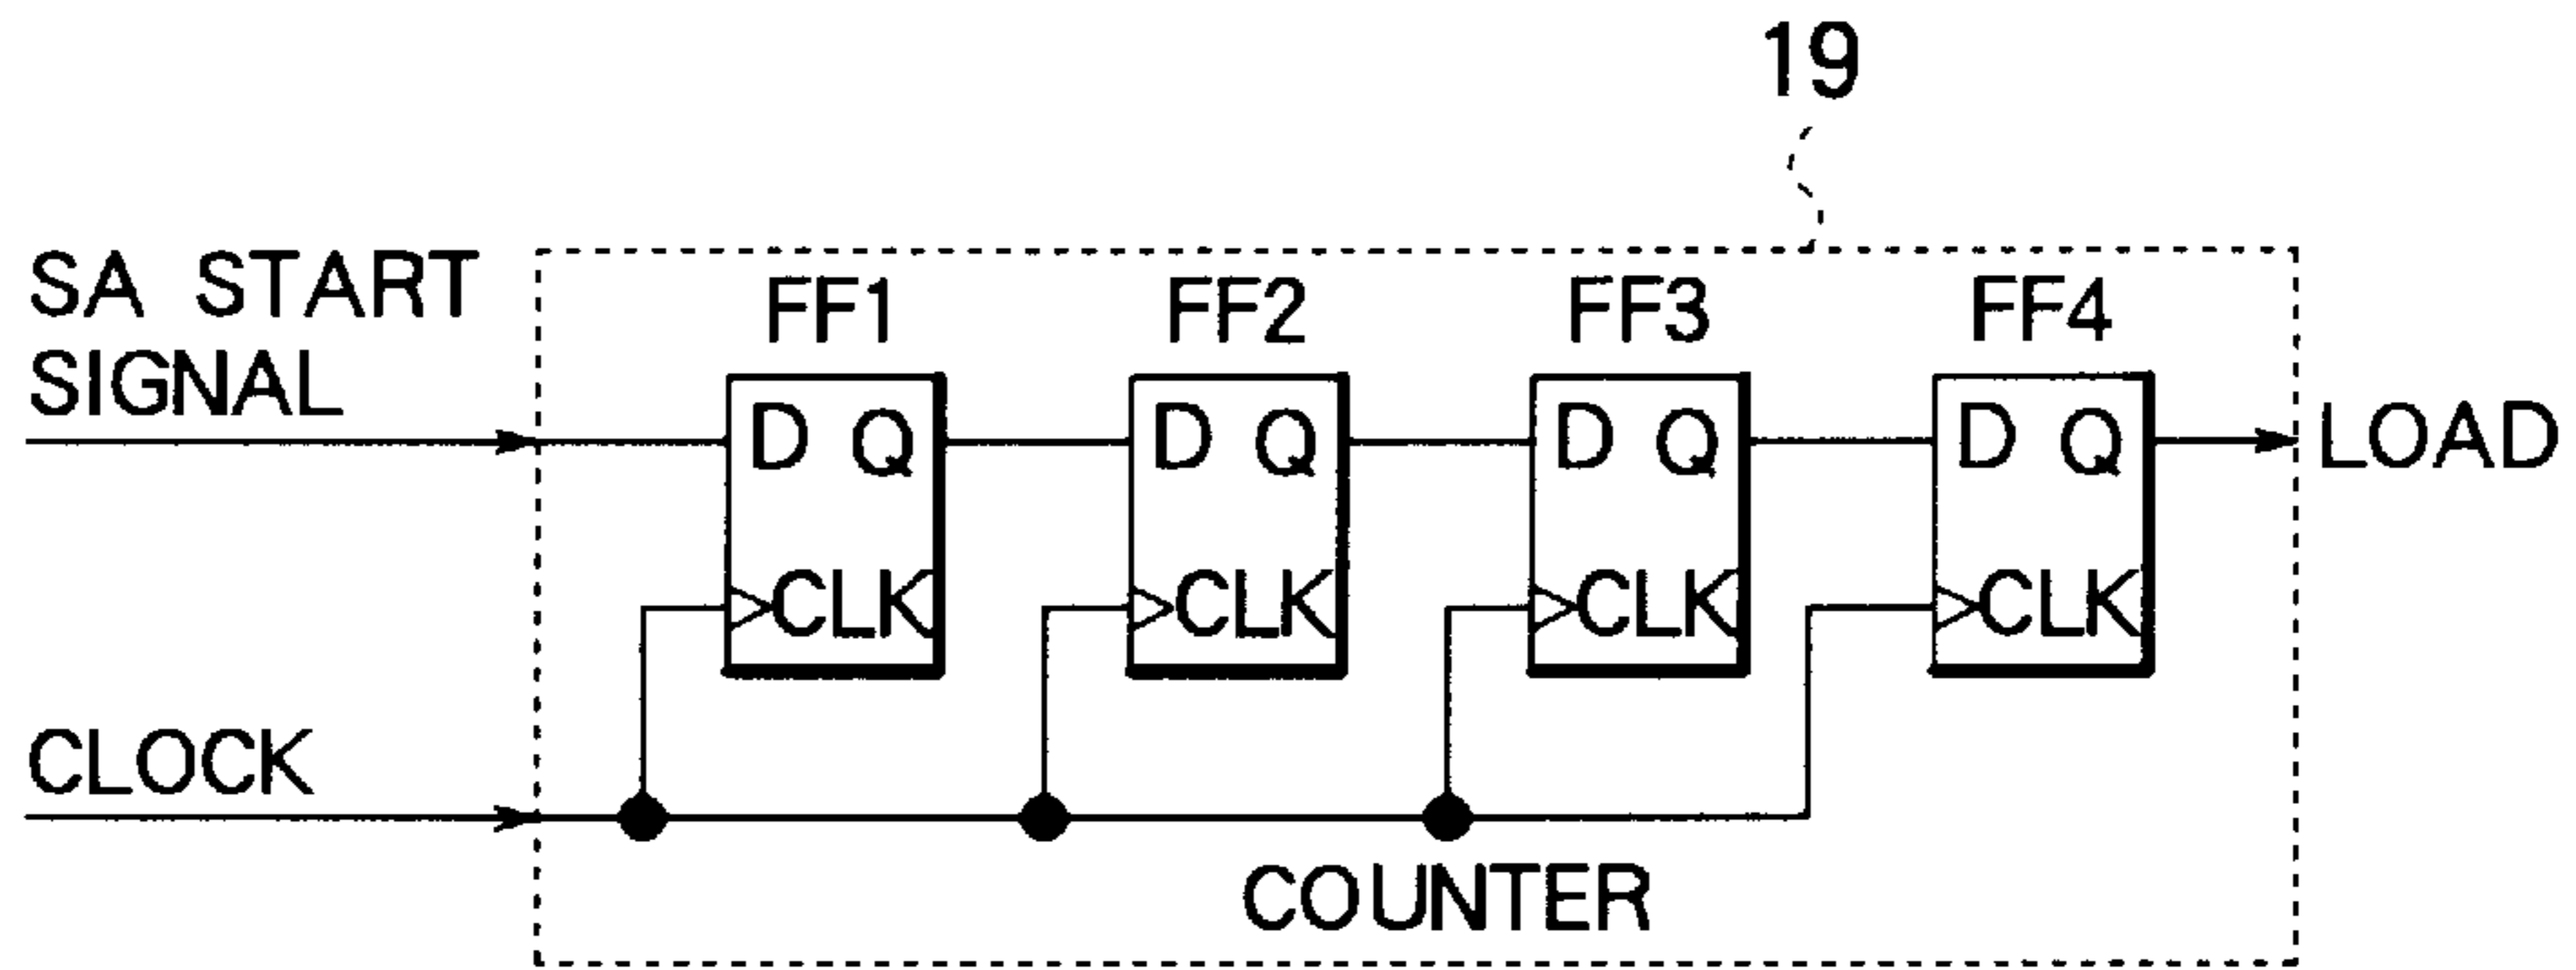 19
SA START
SIGNAL
FF1 FF2 FF3 FF4
D Q D Q D Q D Q LOAD
CLK CLK CLK CLK
CLOCK
COUNTER